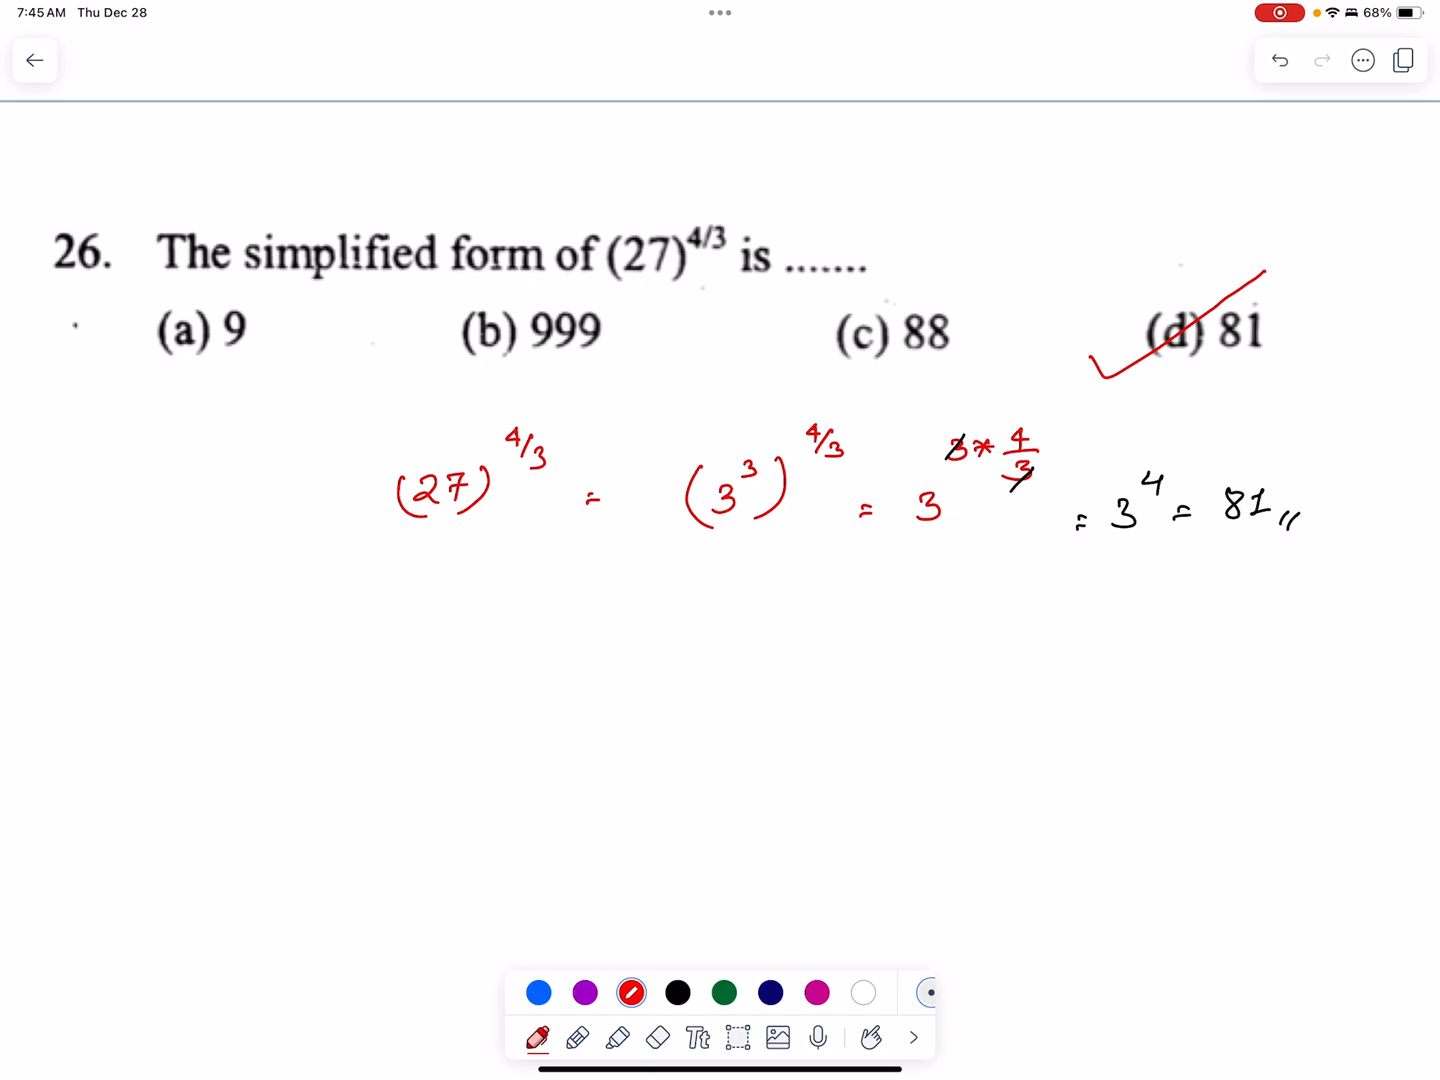 7:45 AM Thu Dec 28
68%
26. The simplified form of (27)^4/3 is .......
(a) 9 (b) 999 (c) 88 (d) 81
(27)^4/3 = (3^3)^4/3 = 3^3*4/3 = 3^4 = 81,,
Tt